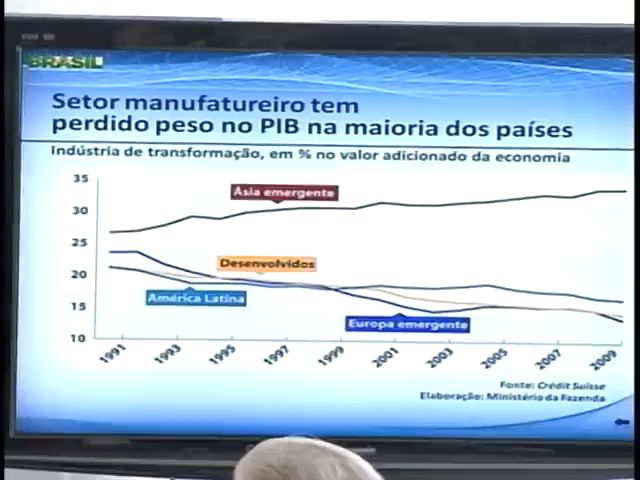 BRASIL
Setor manufatureiro tem
perdido peso no PIB na maioria dos países
Indústria de transformação, em % no valor adicionado da economia
35
30
25
20
15
10
Ásia emergente
Desenvolvidos
América Latina
Europa emergente
1991
1993
1995
1997
1999
2001
2003
2005
2007
2009
Fonte: Crédit Suisse
Elaboração: Ministério da Fazenda